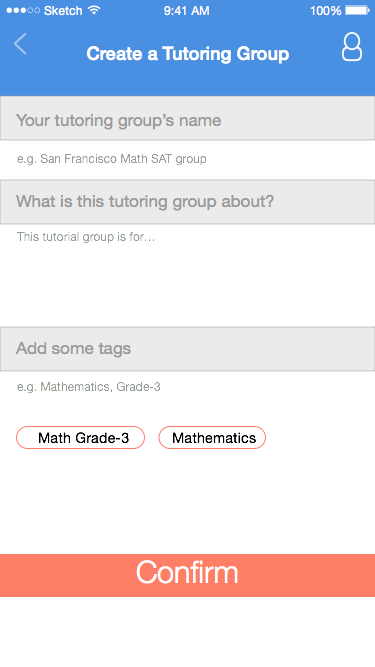 Sketch 9:41 AM 100%
Create a Tutoring Group
Your tutoring group's name
e.g. San Francisco Math SAT group
What is this tutoring group about?
This tutorial group is for...
Add some tags
e.g. Mathematics, Grade-3
Math Grade-3 Mathematics
Confirm